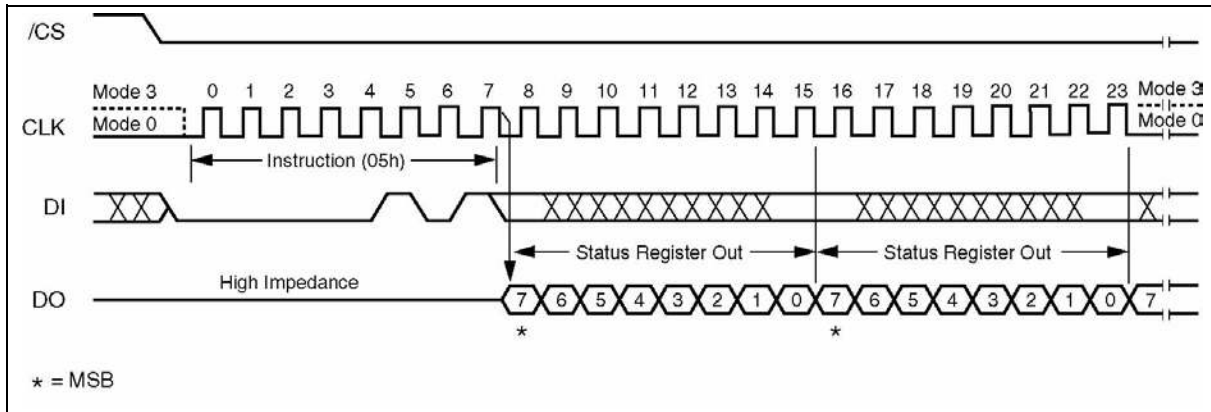 /CS
Mode 3 0 1 2 3 4 5 6 7 8 9 10 11 12 13 14 15 16 17 18 19 20 21 22 23 Mode 3
CLK Mode 0 Mode 0
Instruction (05h)
DI
Status Register Out Status Register Out
High Impedance
DO 7 6 5 4 3 2 1 0 7 6 5 4 3 2 1 0 7
* *
* = MSB